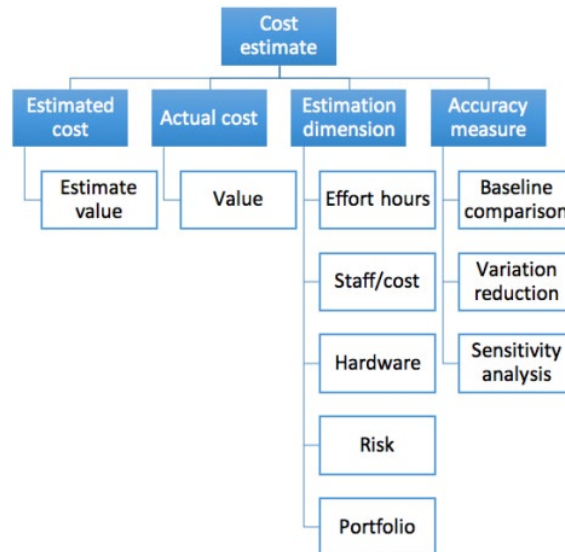 Cost
estimate
Estimated
cost
Actual cost
Estimation
dimension
Accuracy
measure
Estimate
value
Value
Effort hours
Baseline
comparison
Staff/cost
Variation
reduction
Hardware
Sensitivity
analysis
Risk
Portfolio